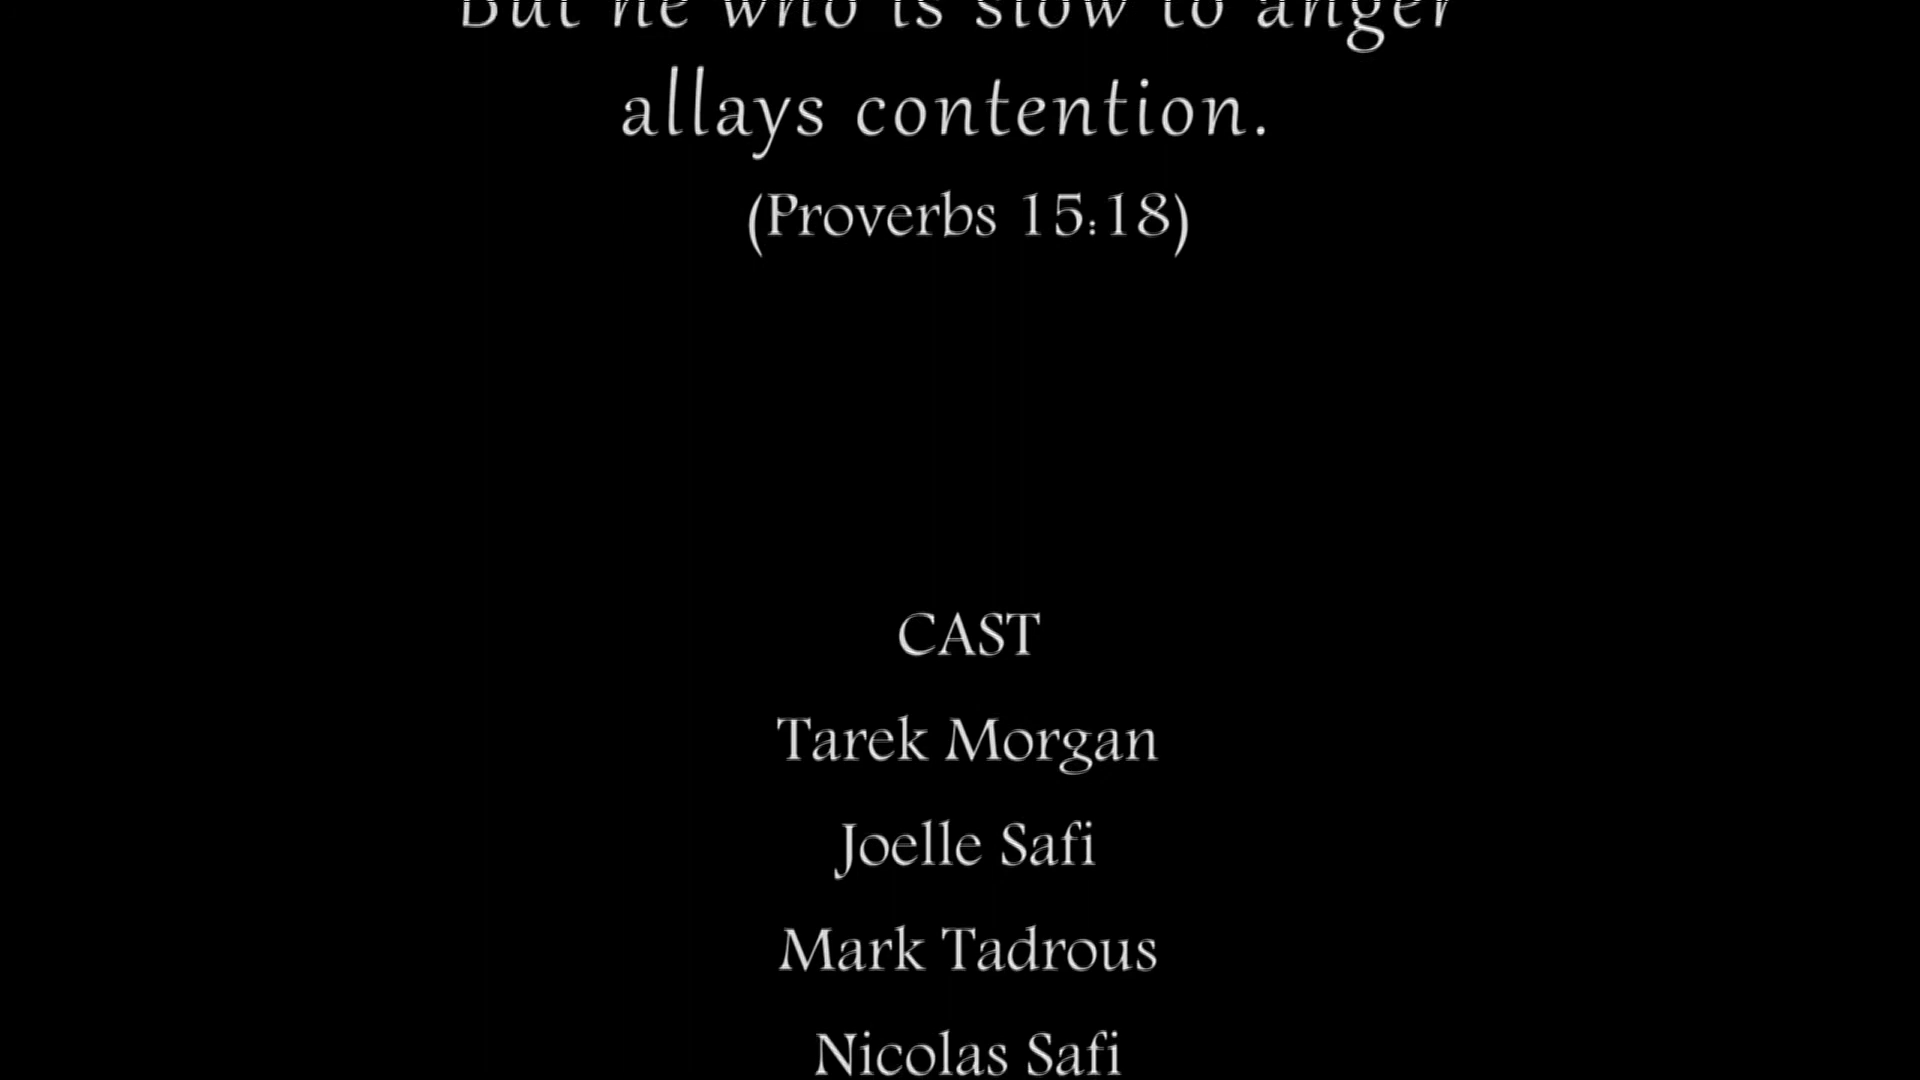 But he who is slow to anger
allays contention.
(Proverbs 15:18)
CAST
Tarek Morgan
Joelle Safi
Mark Tadrous
Nicolas Safi